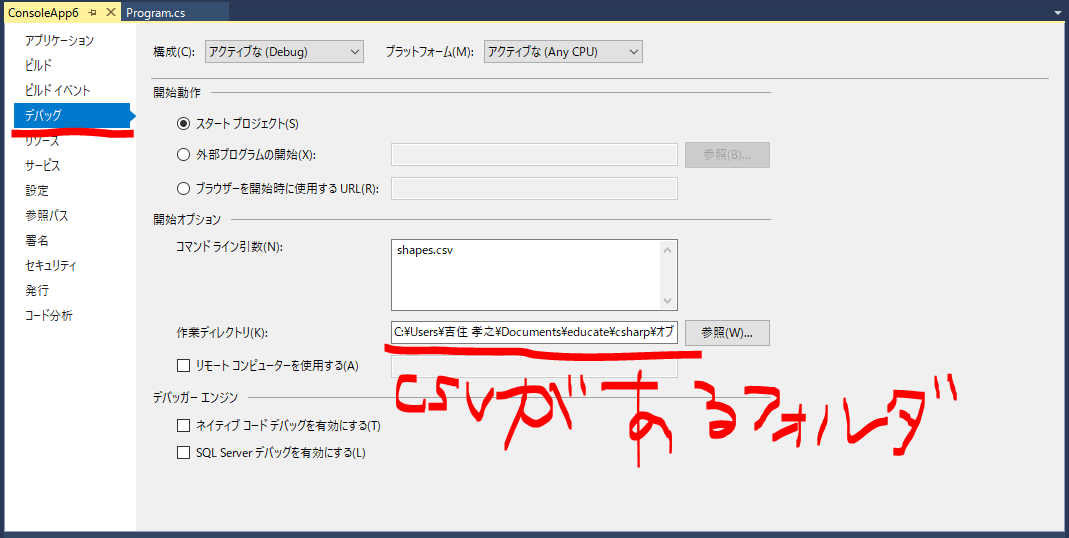 ConsoleApp6 Program.cs
アプリケーション
ビルド
ビルド イベント
デバッグ
リソース
サービス
設定
参照パス
署名
セキュリティ
発行
コード分析
構成(C): アクティブな (Debug) プラットフォーム(M): アクティブな (Any CPU)
開始動作
スタート プロジェクト(S)
外部プログラムの開始(X): 参照(B)...
ブラウザーを開始時に使用する URL(R):
開始オプション
コマンド ライン引数(N): shapes.csv
作業ディレクトリ(K): C:¥Users¥吉住 孝之¥Documents¥educate¥csharp¥オブ 参照(W)...
リモート コンピューターを使用する(A)
csvがあるフォルダ
デバッガー エンジン
ネイティブ コード デバッグを有効にする(T)
SQL Server デバッグを有効にする(L)